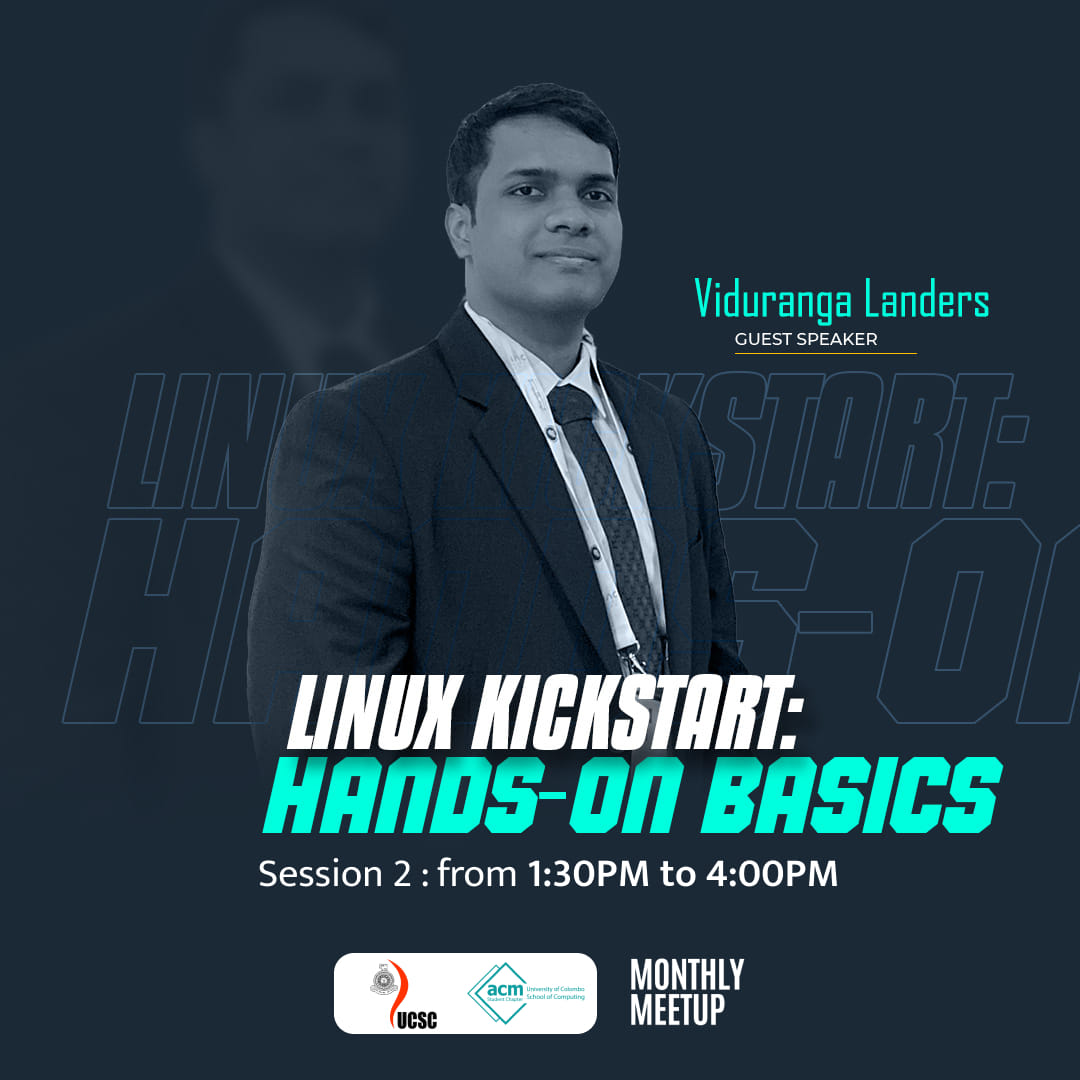 Viduranga Landers
GUEST SPEAKER
LINUX KICKSTART:
HANDS-ON BASICS
Session 2 : from 1:30PM to 4:00PM
UCSC
acm
Student Chapter
University of Colombo
School of Computing
MONTHLY
MEETUP